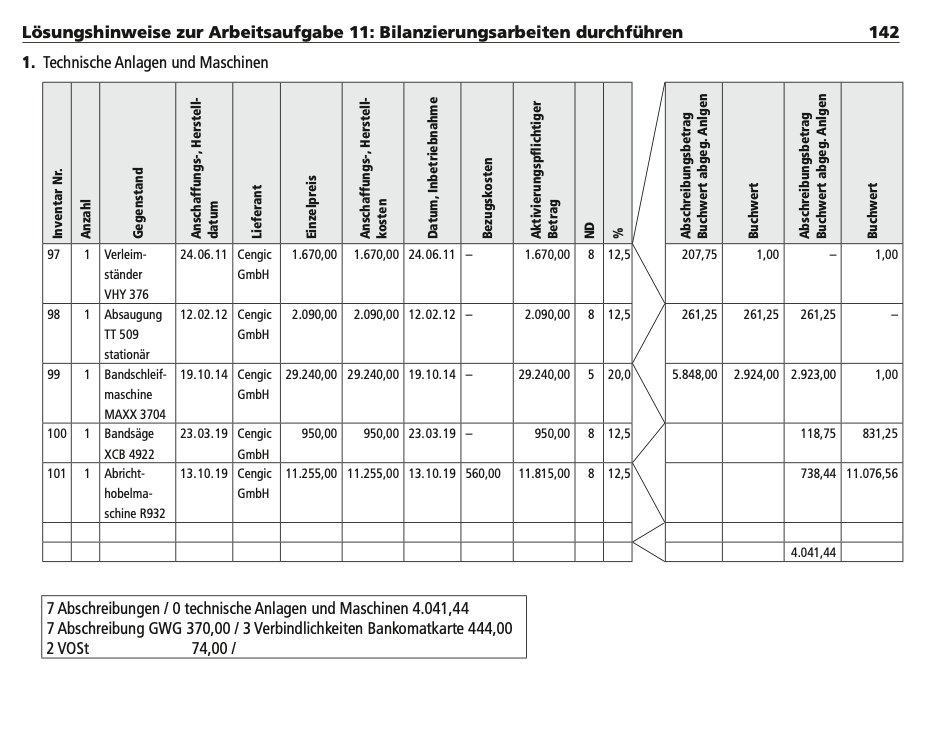 Lösungshinweise zur Arbeitsaufgabe 11: Bilanzierungsarbeiten durchführen 142
1. Technische Anlagen und Maschinen
Inventar Nr. Anzahl Gegenstand Anschaffungs-, Herstell-datum Lieferant Einzelpreis Anschaffungs-, Herstell-kosten Datum, Inbetriebnahme Bezugskosten Aktivierungspflichtiger Betrag ND % Abschreibungsbetrag Buchwert abgeg. Anlgen Buchwert Abschreibungsbetrag Buchwert abgeg. Anlgen Buchwert
97 1 Verleim- 24.06.11 Cengic 1.670,00 1.670,00 24.06.11 – 1.670,00 8 12,5 207,75 1,00 – 1,00
ständer GmbH
VHY 376
98 1 Absaugung 12.02.12 Cengic 2.090,00 2.090,00 12.02.12 – 2.090,00 8 12,5 261,25 261,25 261,25 –
TT 509 GmbH
stationär
99 1 Bandschleif- 19.10.14 Cengic 29.240,00 29.240,00 19.10.14 – 29.240,00 5 20,0 5.848,00 2.924,00 2.923,00 1,00
maschine GmbH
MAXX 3704
100 1 Bandsäge 23.03.19 Cengic 950,00 950,00 23.03.19 – 950,00 8 12,5 118,75 831,25
XCB 4922 GmbH
101 1 Abricht- 13.10.19 Cengic 11.255,00 11.255,00 13.10.19 560,00 11.815,00 8 12,5 738,44 11.076,56
hobelma- GmbH
schine R932
4.041,44
7 Abschreibungen / 0 technische Anlagen und Maschinen 4.041,44
7 Abschreibung GWG 370,00 / 3 Verbindlichkeiten Bankomatkarte 444,00
2 VOSt 74,00 /